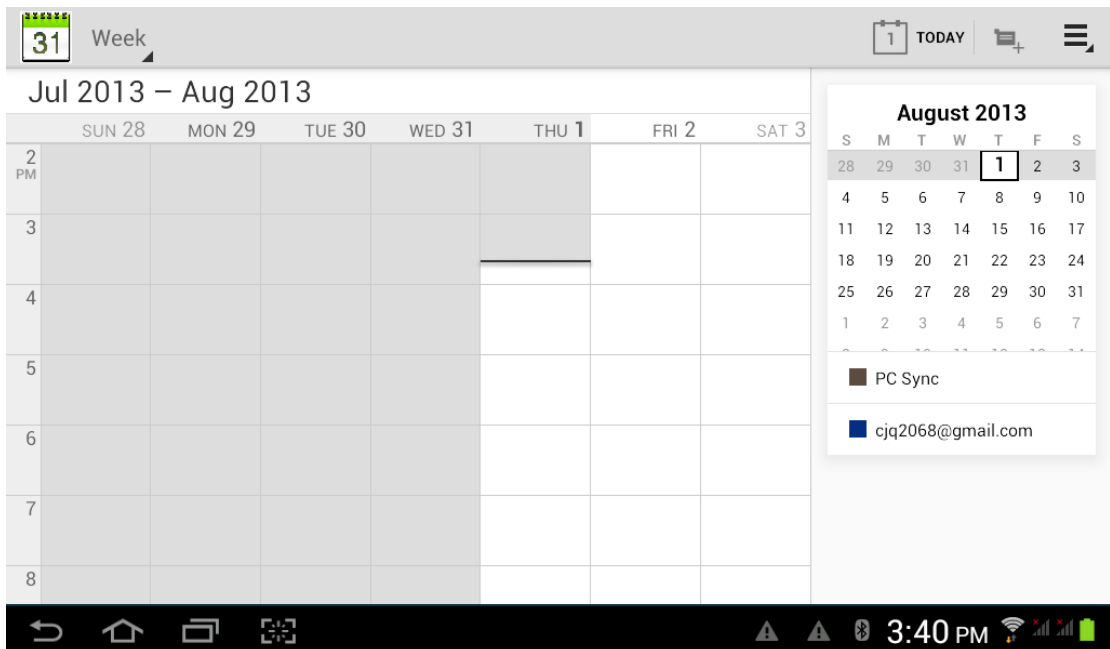 31 Week 1 TODAY
Jul 2013 – Aug 2013
SUN 28 MON 29 TUE 30 WED 31 THU 1 FRI 2 SAT 3
2
PM
3
4
5
6
7
8
August 2013
S M T W T F S
28 29 30 31 1 2 3
4 5 6 7 8 9 10
11 12 13 14 15 16 17
18 19 20 21 22 23 24
25 26 27 28 29 30 31
1 2 3 4 5 6 7
PC Sync
cjq2068@gmail.com
3:40 PM